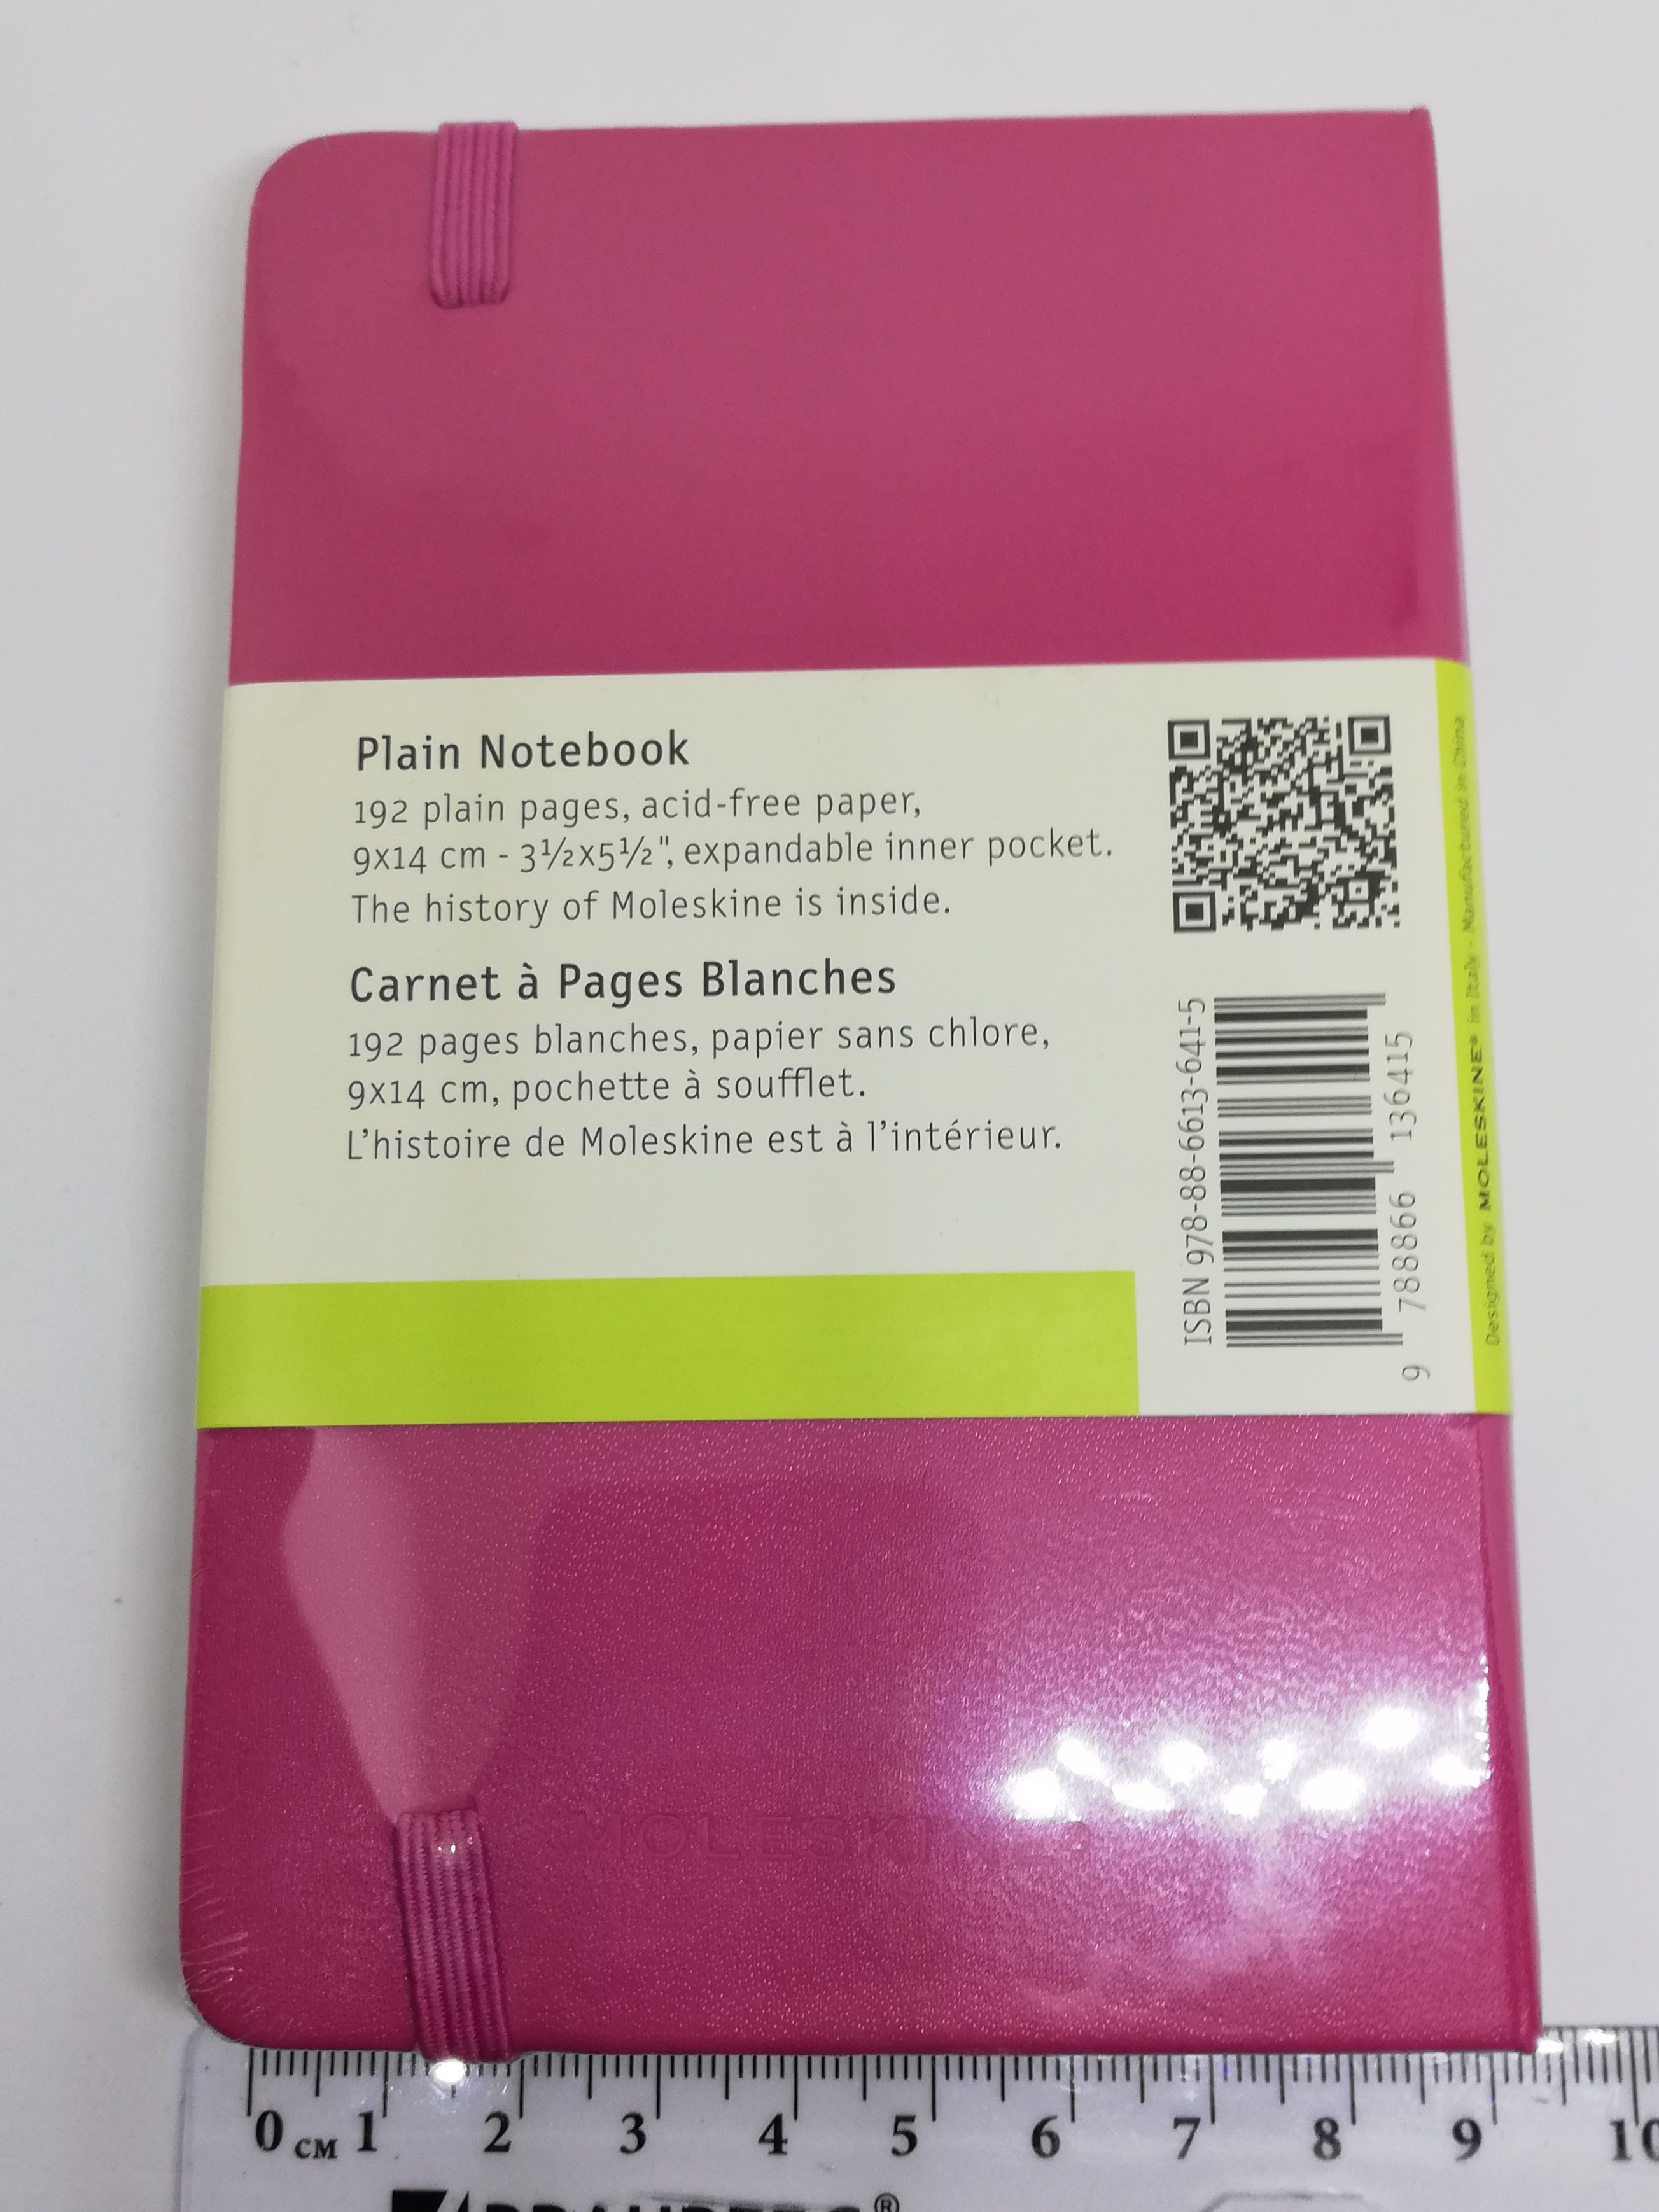 Plain Notebook
192 plain pages, acid-free paper,
9x14 cm - 3½x5½", expandable inner pocket.
The history of Moleskine is inside.
Carnet à Pages Blanches
192 pages blanches, papier sans chlore,
9x14 cm, pochette à soufflet.
L'histoire de Moleskine est à l'intérieur.
ISBN 978-88-6613-641-5
9 788866 136415
Designed by MOLESKINE® in Italy - Manufactured in China
MOLESKINE
0 CM 1 2 3 4 5 6 7 8 9 10
®